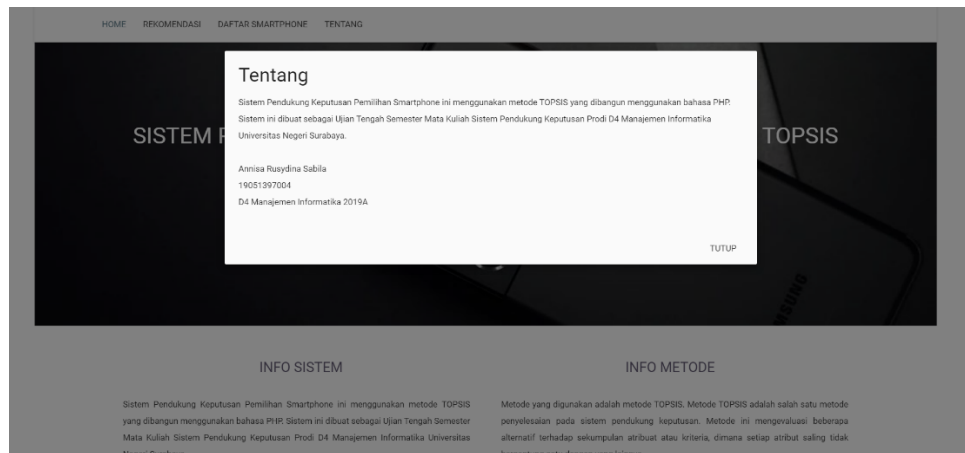 HOME REKOMENDASI DAFTAR SMARTPHONE TENTANG
Tentang
Sistem Pendukung Keputusan Pemilihan Smartphone ini menggunakan metode TOPSIS yang dibangun menggunakan bahasa PHP.
Sistem ini dibuat sebagai Ujian Tengah Semester Mata Kuliah Sistem Pendukung Keputusan Prodi D4 Manajemen Informatika
Universitas Negeri Surabaya.
Annisa Rusydina Sabila
19051397004
D4 Manajemen Informatika 2019A
TUTUP
SISTEM TOPSIS
SAMSUNG
INFO SISTEM
Sistem Pendukung Keputusan Pemilihan Smartphone ini menggunakan metode TOPSIS
yang dibangun menggunakan bahasa PHP. Sistem ini dibuat sebagai Ujian Tengah Semester
Mata Kuliah Sistem Pendukung Keputusan Prodi D4 Manajemen Informatika Universitas
INFO METODE
Metode yang digunakan adalah metode TOPSIS. Metode TOPSIS adalah salah satu metode
penyelesaian pada sistem pendukung keputusan. Metode ini mengevaluasi beberapa
alternatif terhadap sekumpulan atribuat atau kriteria, dimana setiap atribut saling tidak